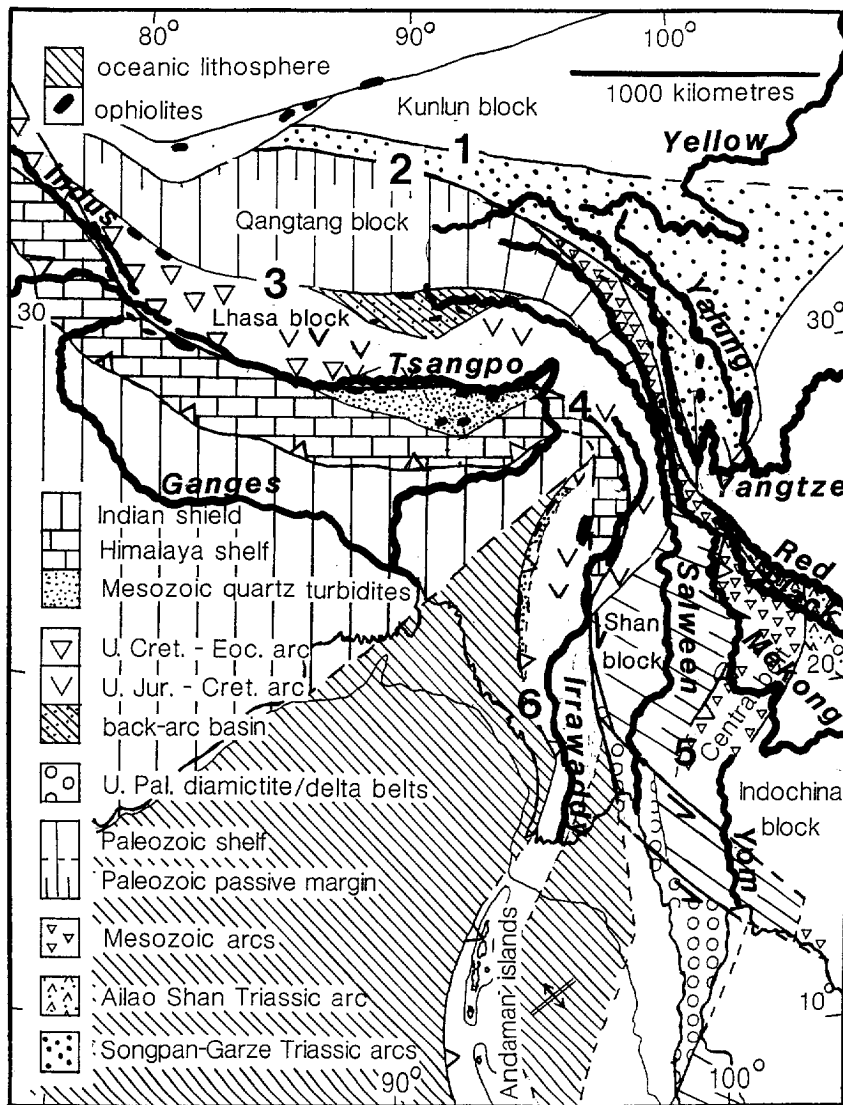 80°
90°
100°
oceanic lithosphere
ophiolites
Kunlun block
1000 kilometres
1
Yellow
2
Indus
Qangtang block
3
Yalung
30
Lhasa block
30°
Tsangpo
4
Ganges
Yangtze
Indian shield
Himalaya shelf
Mesozoic quartz turbidites
Red
Black
Salween
Shan
block
Mekong
20°
U. Cret. - Eoc. arc
U. Jur. - Cret. arc
back-arc basin
6
Irrawaddy
Central belt
5
U. Pal. diamictite/delta belts
Indochina
block
Yom
Paleozoic shelf
Paleozoic passive margin
Mesozoic arcs
Ailao Shan Triassic arc
Songpan-Garze Triassic arcs
Andaman islands
10°
90°
100°